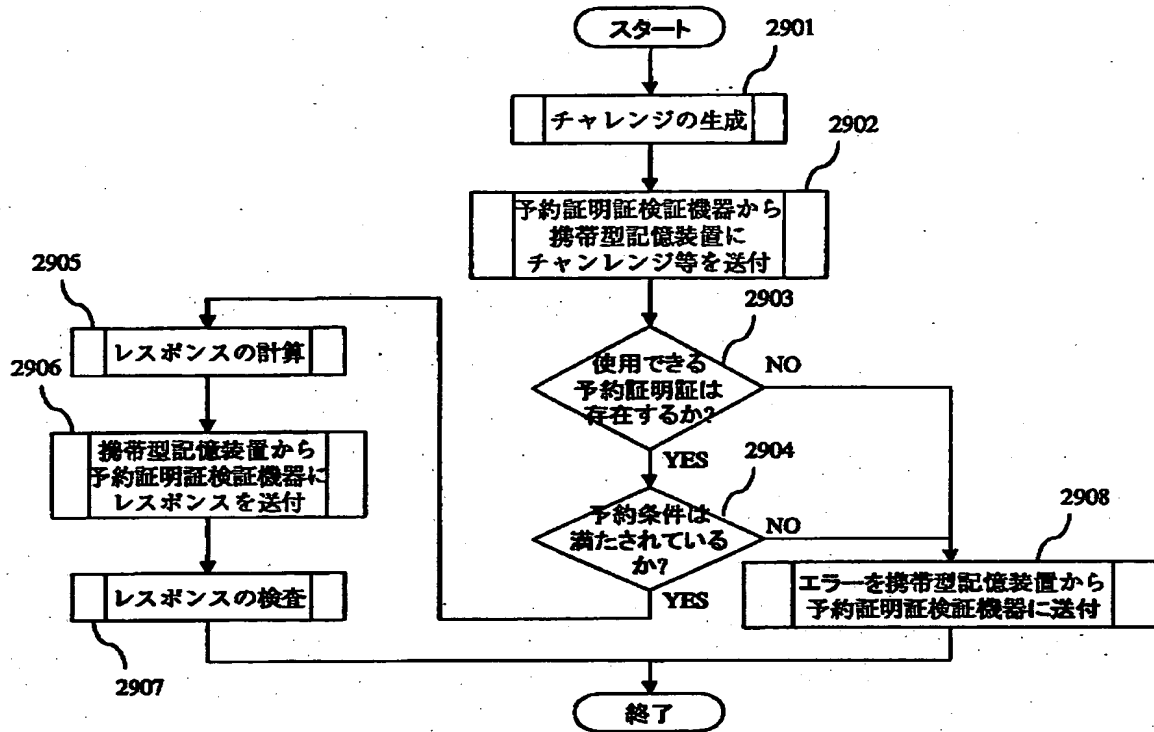 スタート
2901
チャレンジの生成
2902
予約証明証検証機器から
携帯型記憶装置に
チャンレンジ等を送付
2903
使用できる
予約証明証は
存在するか?
NO
YES
2904
予約条件は
満たされている
か?
NO
YES
2905
レスポンスの計算
2906
携帯型記憶装置から
予約証明証検証機器に
レスポンスを送付
レスポンスの検査
2907
2908
エラーを携帯型記憶装置から
予約証明証検証機器に送付
終了